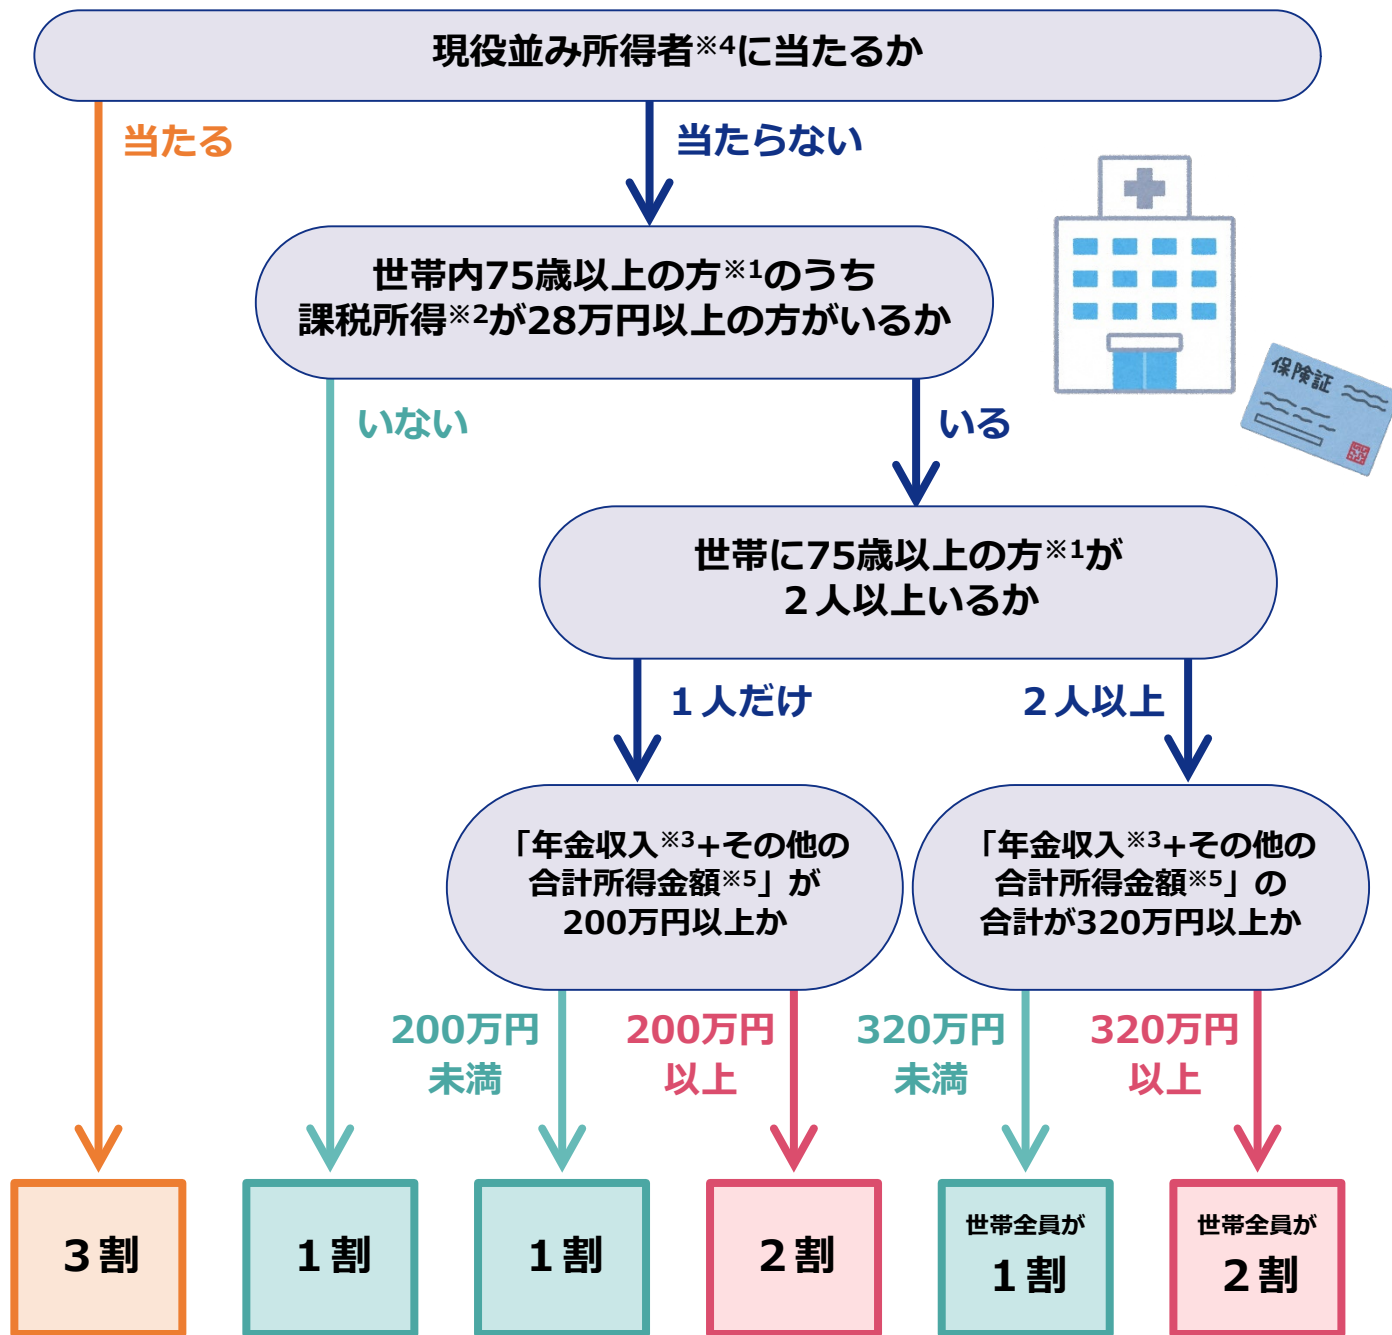 現役並み所得者※4に当たるか
当たる
当たらない
世帯内75歳以上の方※1のうち
課税所得※2が28万円以上の方がいるか
保険証
いない
いる
世帯に75歳以上の方※1が
２人以上いるか
１人だけ
２人以上
「年金収入※3+その他の
合計所得金額※5」が
200万円以上か
「年金収入※3+その他の
合計所得金額※5」の
合計が320万円以上か
200万円
未満
200万円
以上
320万円
未満
320万円
以上
３割
１割
１割
２割
世帯全員が
１割
世帯全員が
２割